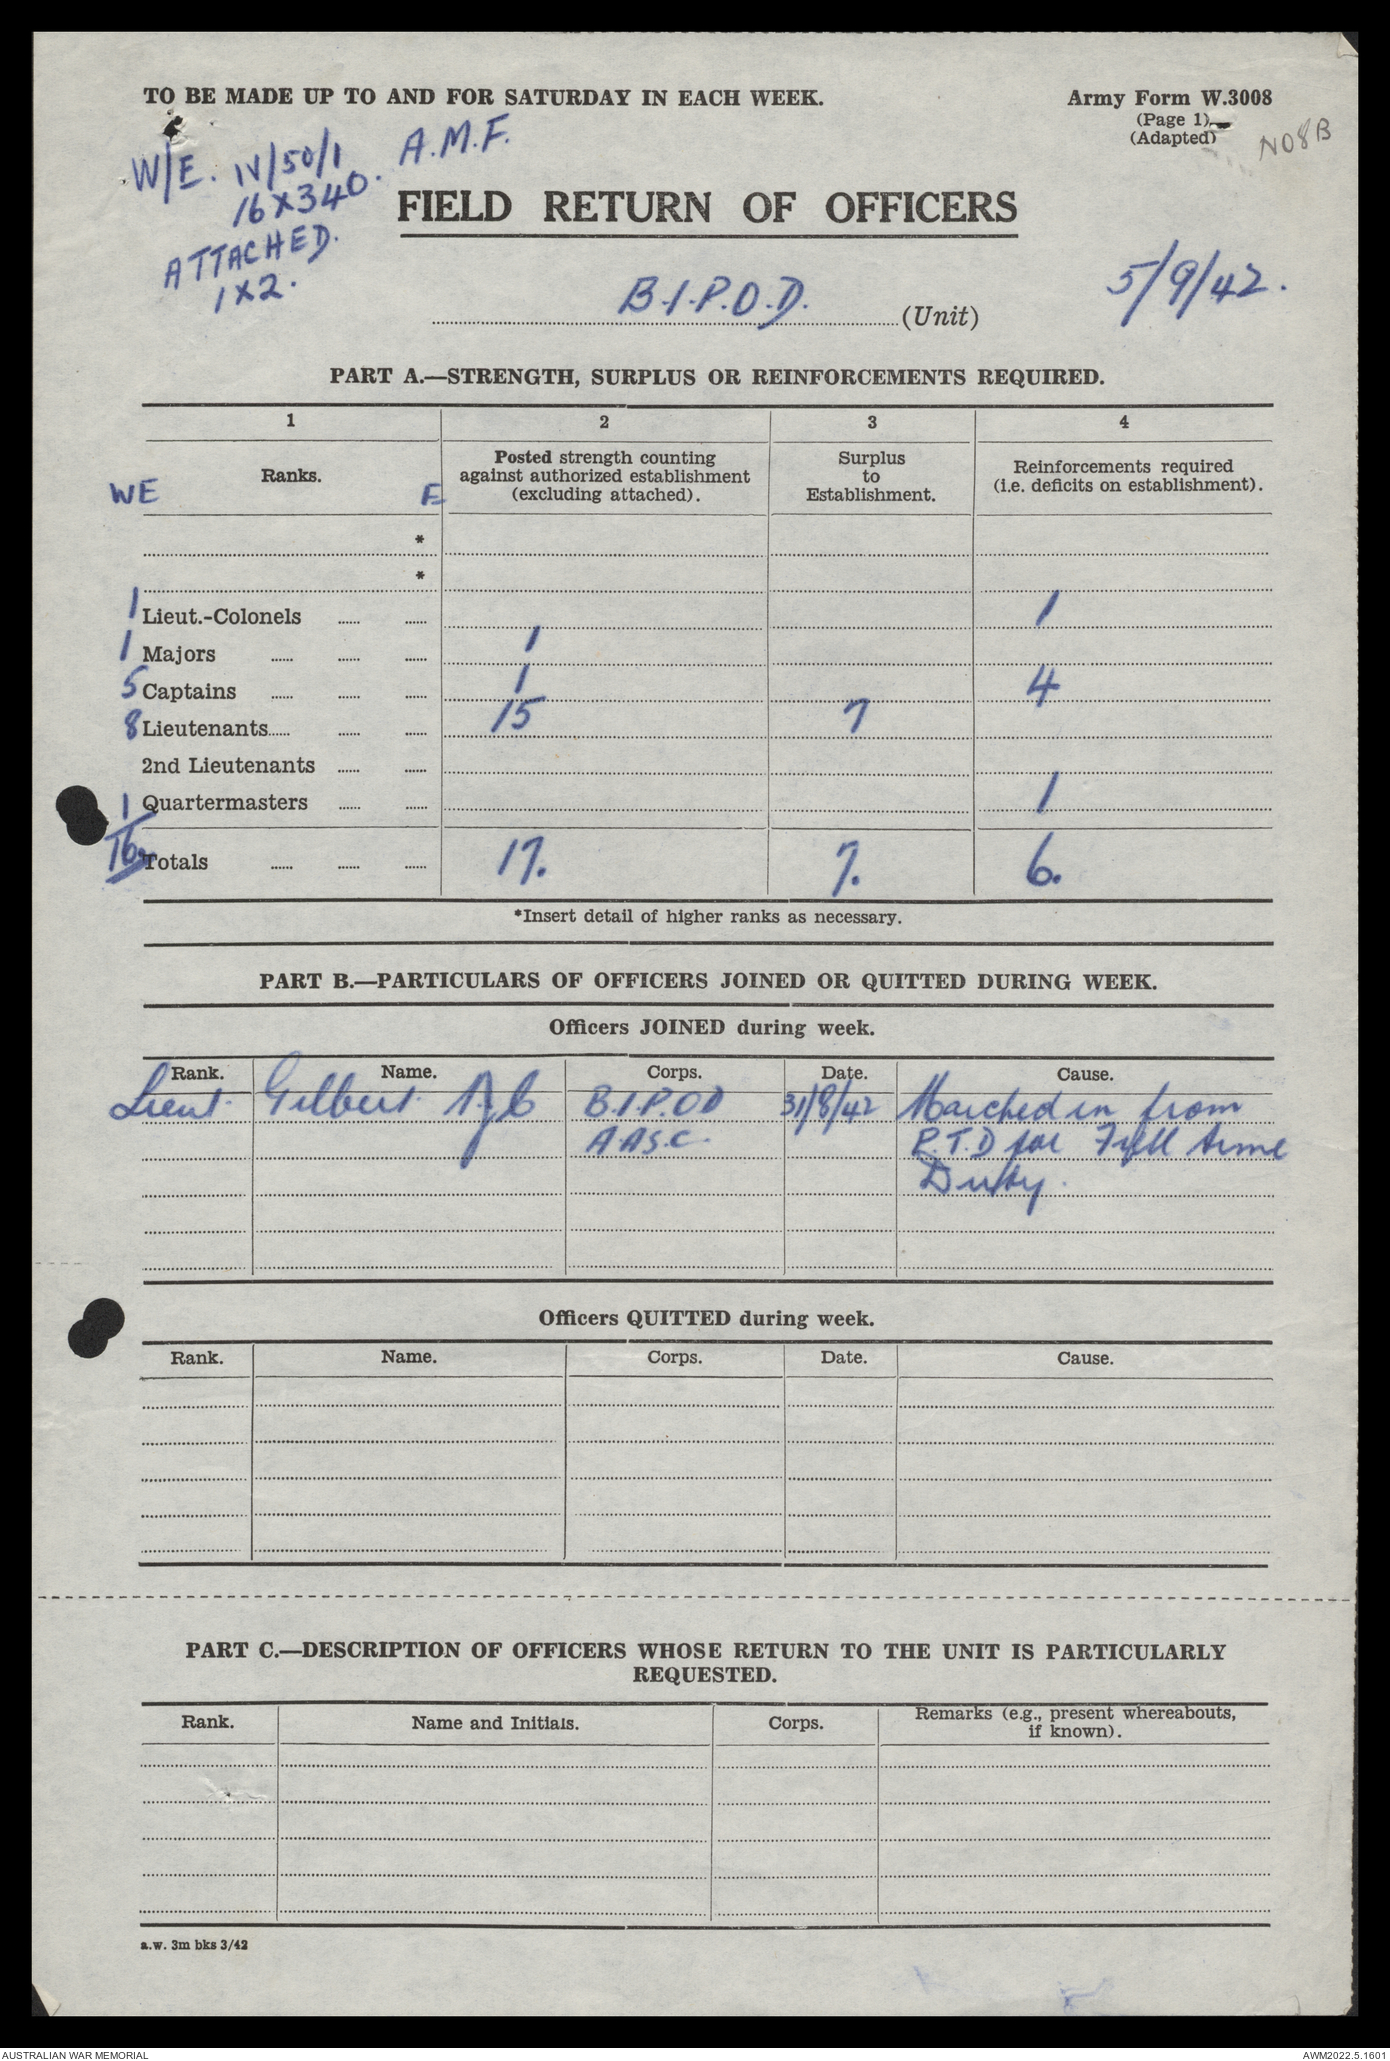 TO BE MADE UP TO AND FOR SATURDAY IN EACH WEEK.
Army Form W.3008
(Page 1)
(Adapted)
NO8B
W/E. IV/50/1 A.M.F.
16X340.
ATTACHED.
1X2.
FIELD RETURN OF OFFICERS
5/9/42.
B.I.P.O.D. (Unit)
PART A.—STRENGTH, SURPLUS OR REINFORCEMENTS REQUIRED.
1 2 3 4
WE Ranks. E
Posted strength counting
against authorized establishment
(excluding attached).
Surplus
to
Establishment.
Reinforcements required
(i.e. deficits on establishment).
*
*
1 Lieut.-Colonels 1
1 Majors 1
5 Captains 1 4
8 Lieutenants 15 7
2nd Lieutenants
1 Quartermasters 1
16 Totals 17. 7. 6.
*Insert detail of higher ranks as necessary.
PART B.—PARTICULARS OF OFFICERS JOINED OR QUITTED DURING WEEK.
Officers JOINED during week.
Rank. Name. Corps. Date. Cause.
Lieut. Gilbert B.I.P.O.D 31/8/42 Marched in from
A.A.S.C. R.T.D for Full time
Duty.
Officers QUITTED during week.
Rank. Name. Corps. Date. Cause.
PART C.—DESCRIPTION OF OFFICERS WHOSE RETURN TO THE UNIT IS PARTICULARLY
REQUESTED.
Rank. Name and Initials. Corps. Remarks (e.g., present whereabouts,
if known).
a.w. 3m bks 3/42
AUSTRALIAN WAR MEMORIAL AWM2022.5.1601